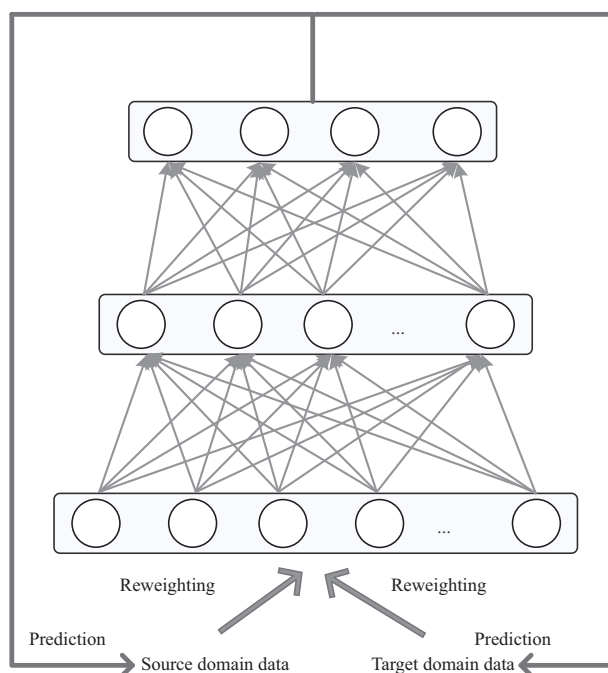 ...
...
Reweighting Reweighting
Prediction Prediction
Source domain data Target domain data